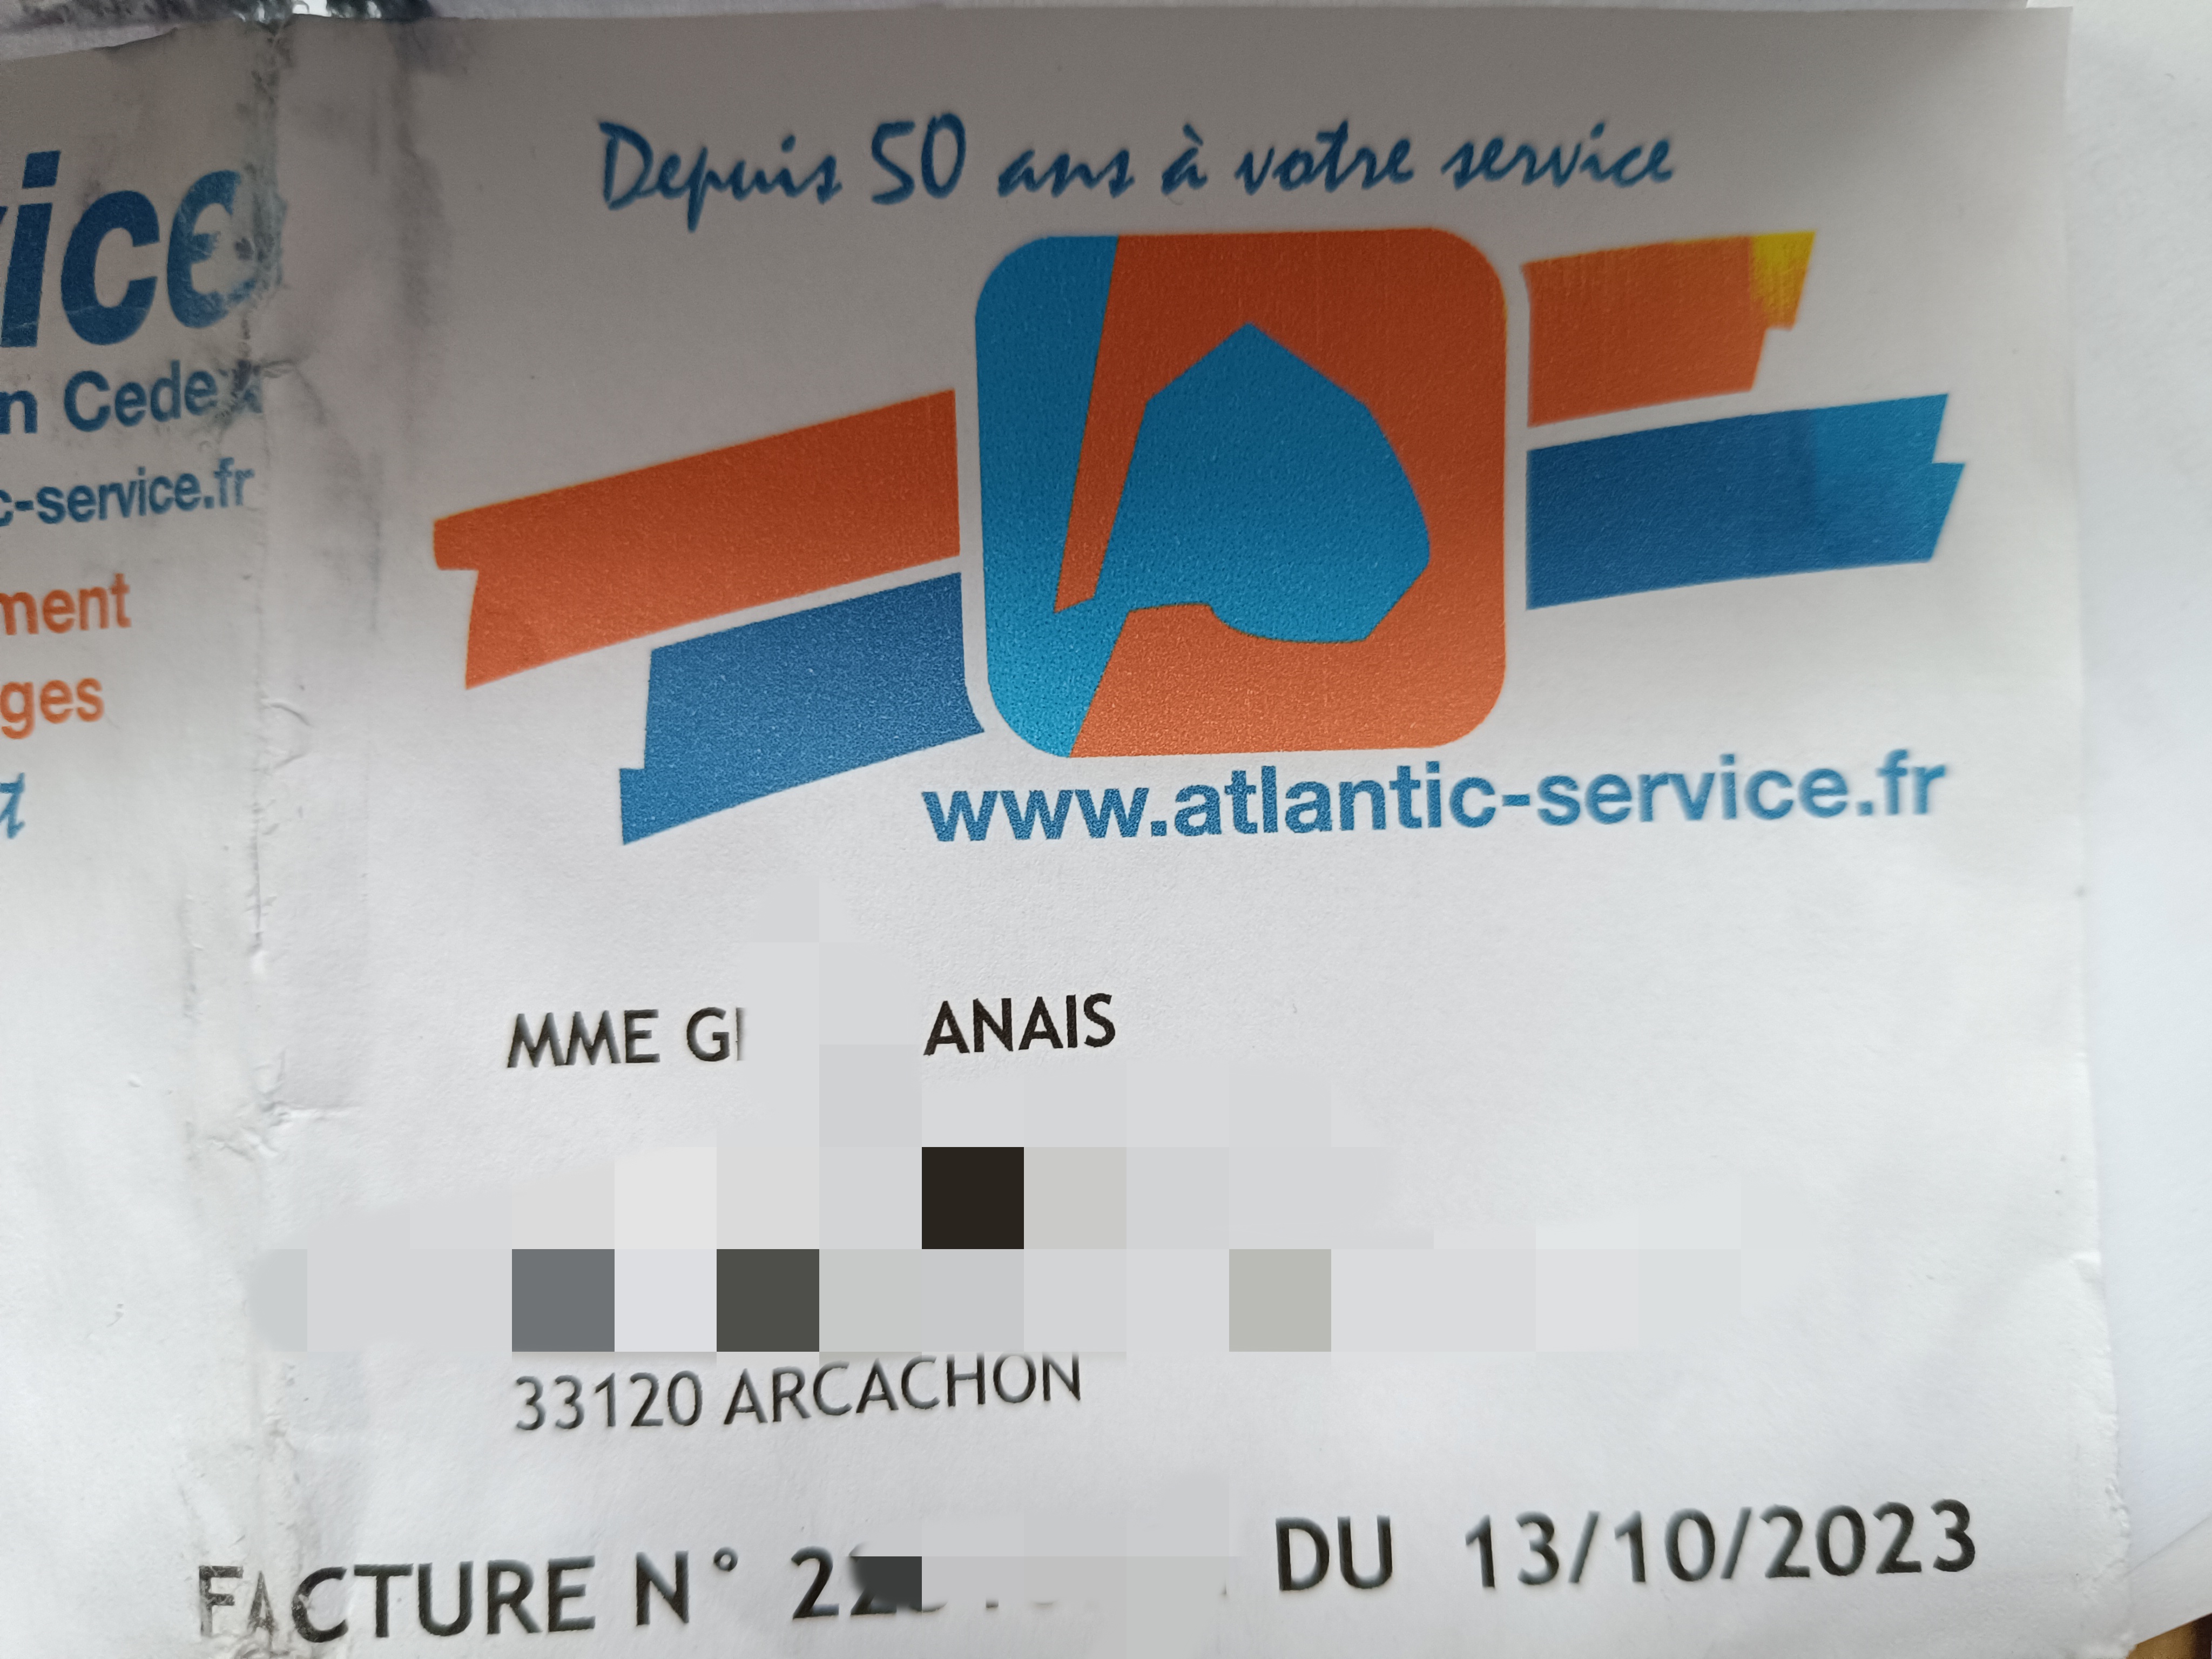 Depuis 50 ans à votre service
vice
n Cedex
c-service.fr
ment
ges
www.atlantic-service.fr
MME G ANAIS
33120 ARCACHON
FACTURE N° 22 DU 13/10/2023